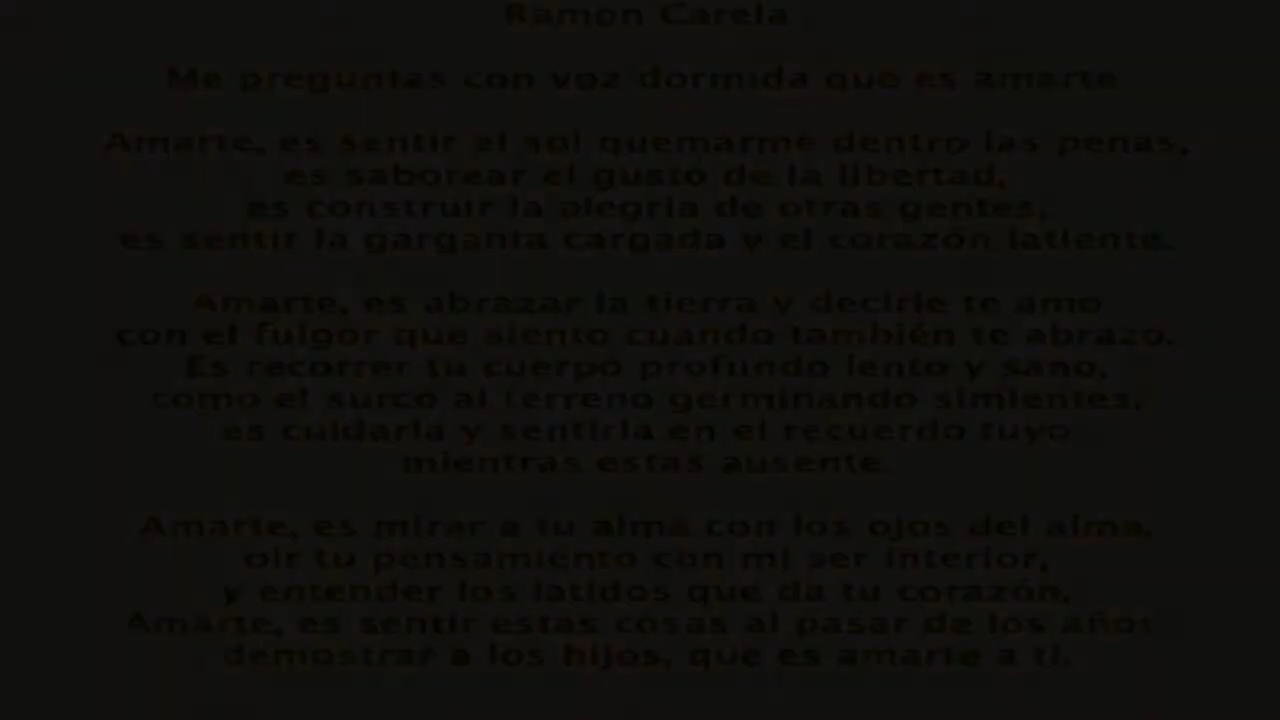 Ramon Carela
Me preguntas con voz dormida que es amarte
Amarte, es sentir el sol quemarme dentro las penas,
es saborear el gusto de la libertad,
es construir la alegria de otras gentes,
es sentir la garganta cargada y el corazón latiente.
Amarte, es abrazar la tierra y decirle te amo
con el fulgor que siento cuando también te abrazo.
Es recorrer tu cuerpo profundo lento y sano,
como el surco al terreno germinando simientes,
es cuidarla y sentirla en el recuerdo tuyo
mientras estas ausente.
Amarte, es mirar a tu alma con los ojos del alma,
oir tu pensamiento con mi ser interior,
y entender los latidos que da tu corazón,
Amarte, es sentir estas cosas al pasar de los años
demostrar a los hijos, que es amarte a ti.